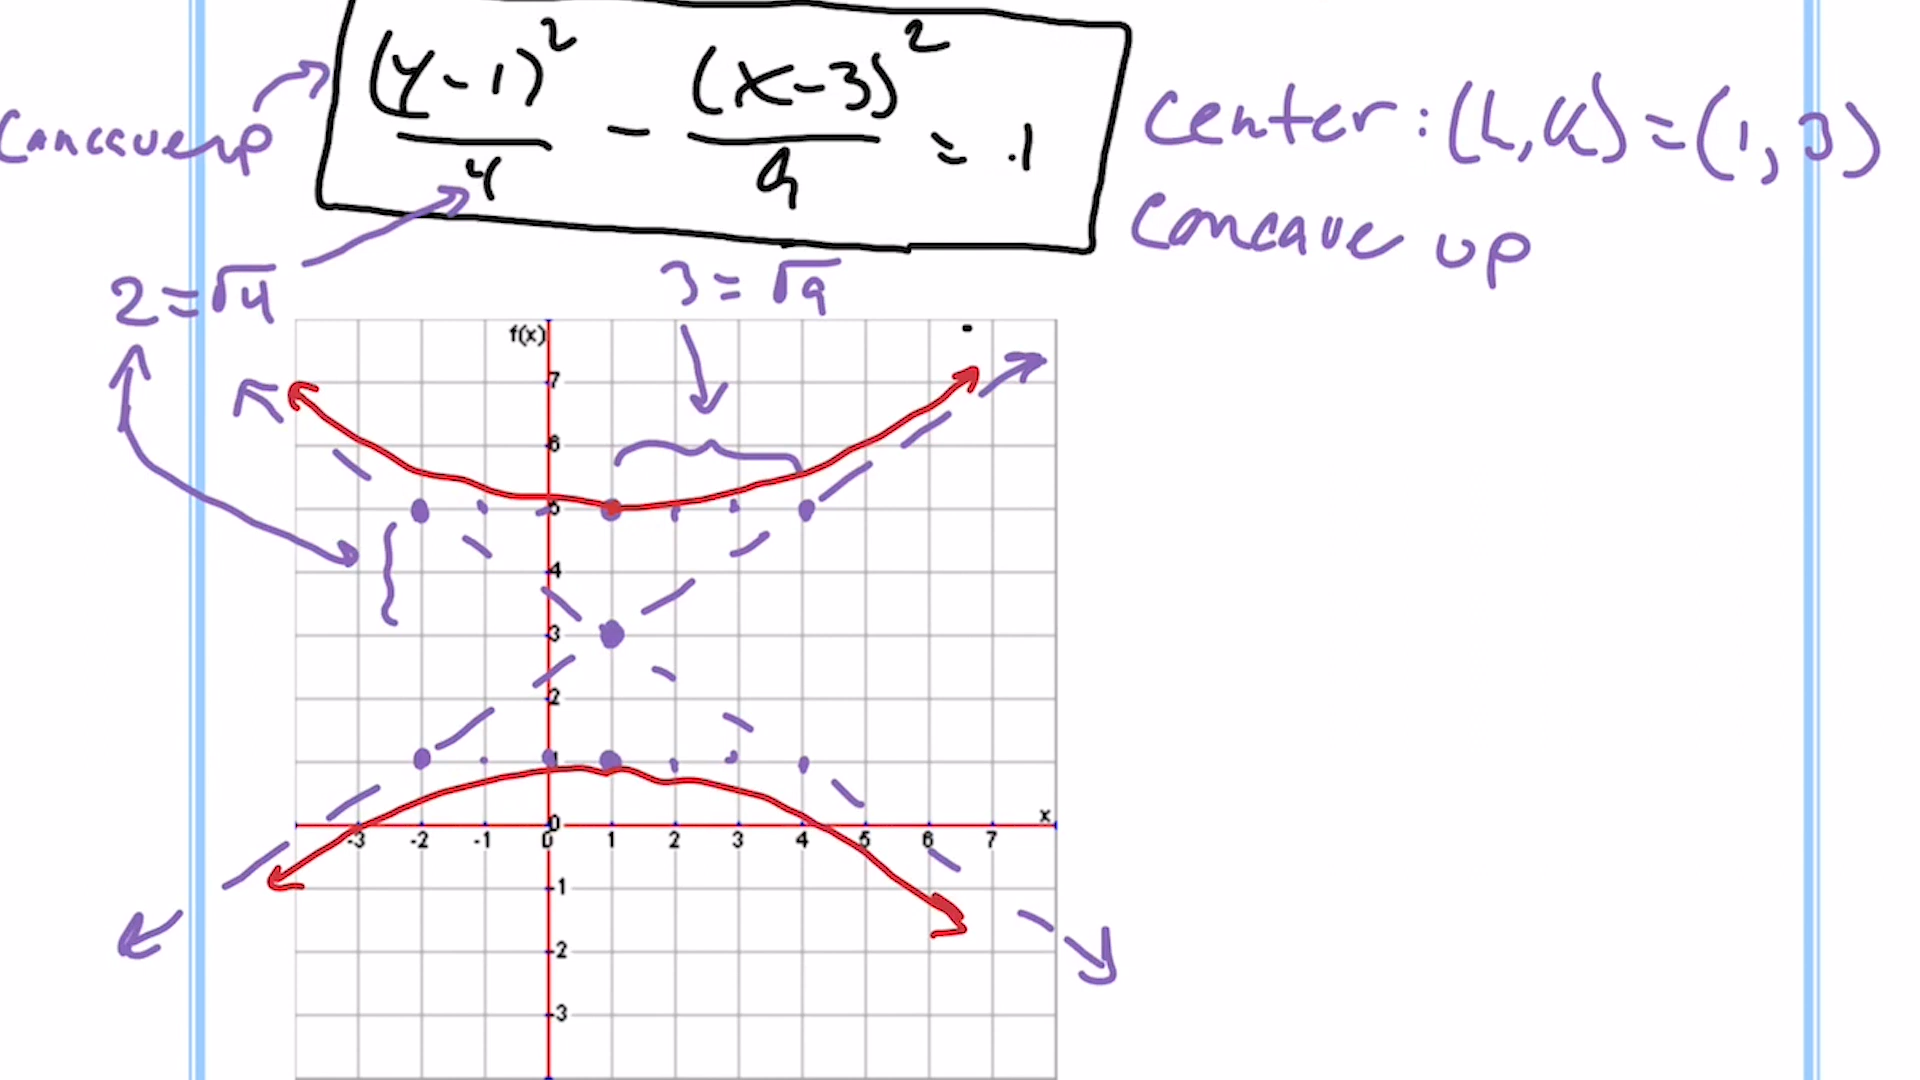 (y-1)² / 4 - (x-3)² / 9 = 1
center: (h,k) = (1, 3)
concave up
concave up
2 = √4
3 = √9
f(x)
7
6
5
4
3
2
1
0
x
-3 -2 -1 0 1 2 3 4 5 6 7
-1
-2
-3